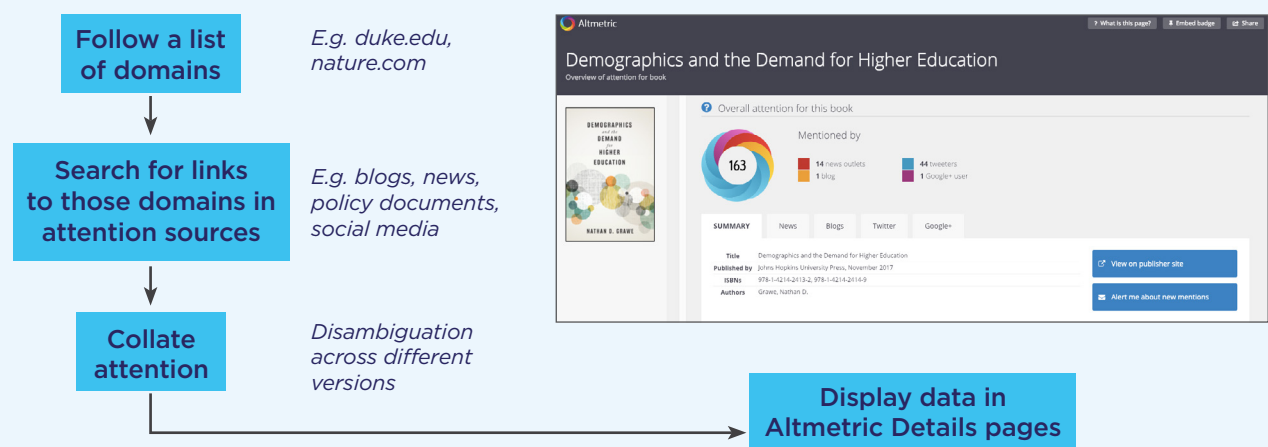 Follow a list
of domains
E.g. duke.edu,
nature.com
Search for links
to those domains in
attention sources
E.g. blogs, news,
policy documents,
social media
Collate
attention
Disambiguation
across different
versions
Display data in
Altmetric Details pages
Altmetric
? What is this page?
Embed badge
Share
Demographics and the Demand for Higher Education
Overview of attention for book
DEMOGRAPHICS
and the
DEMAND
for
HIGHER
EDUCATION
NATHAN D. GRAWE
? Overall attention for this book
163
Mentioned by
14 news outlets
44 tweeters
1 blog
1 Google+ user
SUMMARY News Blogs Twitter Google+
Title Demographics and the Demand for Higher Education
Published by Johns Hopkins University Press, November 2017
ISBNs 978-1-4214-2413-2, 978-1-4214-2414-9
Authors Grawe, Nathan D.
View on publisher site
Alert me about new mentions